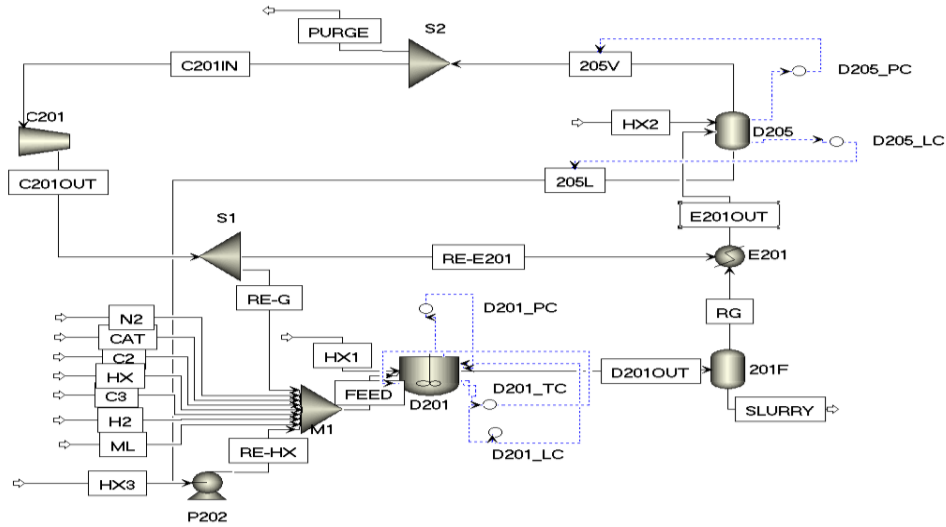 S2
PURGE
C201IN
205V
D205_PC
C201
HX2
D205
D205_LC
C201OUT
205L
E201OUT
S1
RE-E201
E201
RE-G
D201_PC
RG
N2
CAT
C2
HX1
HX
C3
FEED
D201
D201_TC
D201OUT
201F
H2
M1
SLURRY
ML
RE-HX
D201_LC
HX3
P202